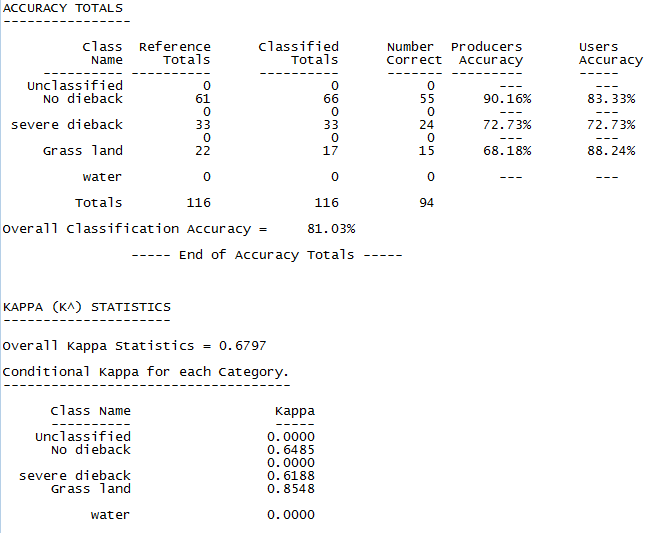 ACCURACY TOTALS
----------------
Class Reference Classified Number Producers Users
Name Totals Totals Correct Accuracy Accuracy
---------- ---------- ---------- ------- --------- -----
Unclassified 0 0 0 --- ---
No dieback 61 66 55 90.16% 83.33%
0 0 0 --- ---
severe dieback 33 33 24 72.73% 72.73%
0 0 0 --- ---
Grass land 22 17 15 68.18% 88.24%
water 0 0 0 --- ---
Totals 116 116 94
Overall Classification Accuracy = 81.03%
----- End of Accuracy Totals -----
KAPPA (K^) STATISTICS
---------------------
Overall Kappa Statistics = 0.6797
Conditional Kappa for each Category.
------------------------------------
Class Name Kappa
---------- -----
Unclassified 0.0000
No dieback 0.6485
0.0000
severe dieback 0.6188
Grass land 0.8548
water 0.0000